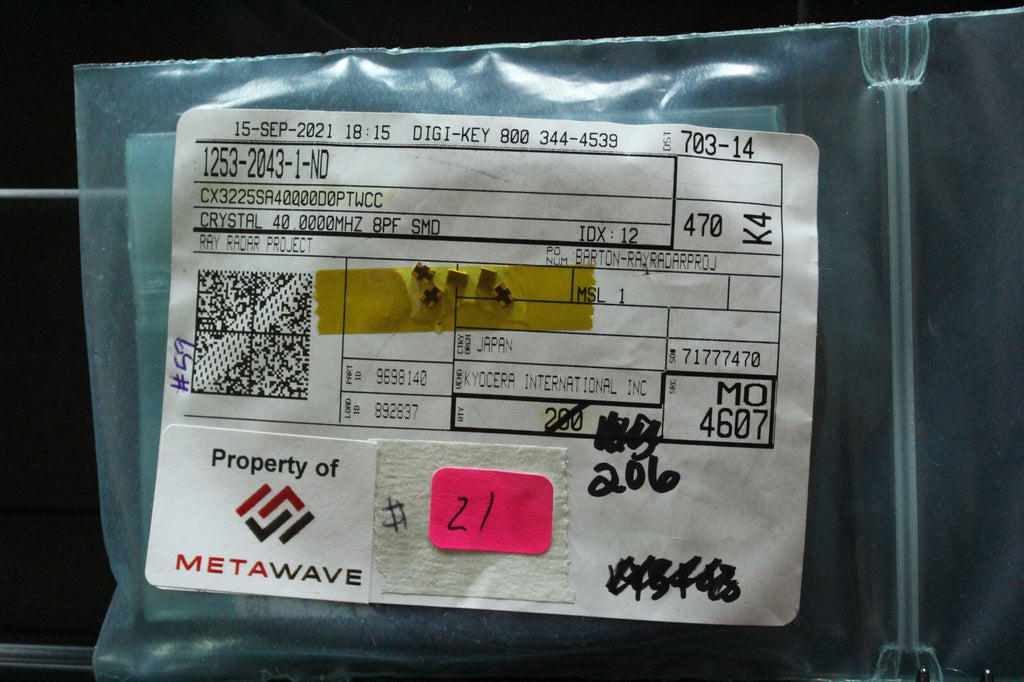 15-SEP-2021 18:15 DIGI-KEY 800 344-4539
DST 703-14
1253-2043-1-ND
CX3225SA40000D0PTWCC
CRYSTAL 40.0000MHZ 8PF SMD
IDX: 12
470 K4
RAY RADAR PROJECT
PO NUM BARTON-RAYRADARPROJ
MSL 1
#59
CTRY ORGN JAPAN
SO# 71777470
PART ID 9698140
VEND KYOCERA INTERNATIONAL INC
LOAD ID 892837
QTY 200
MO
4607
206
Property of
METAWAVE
# 21